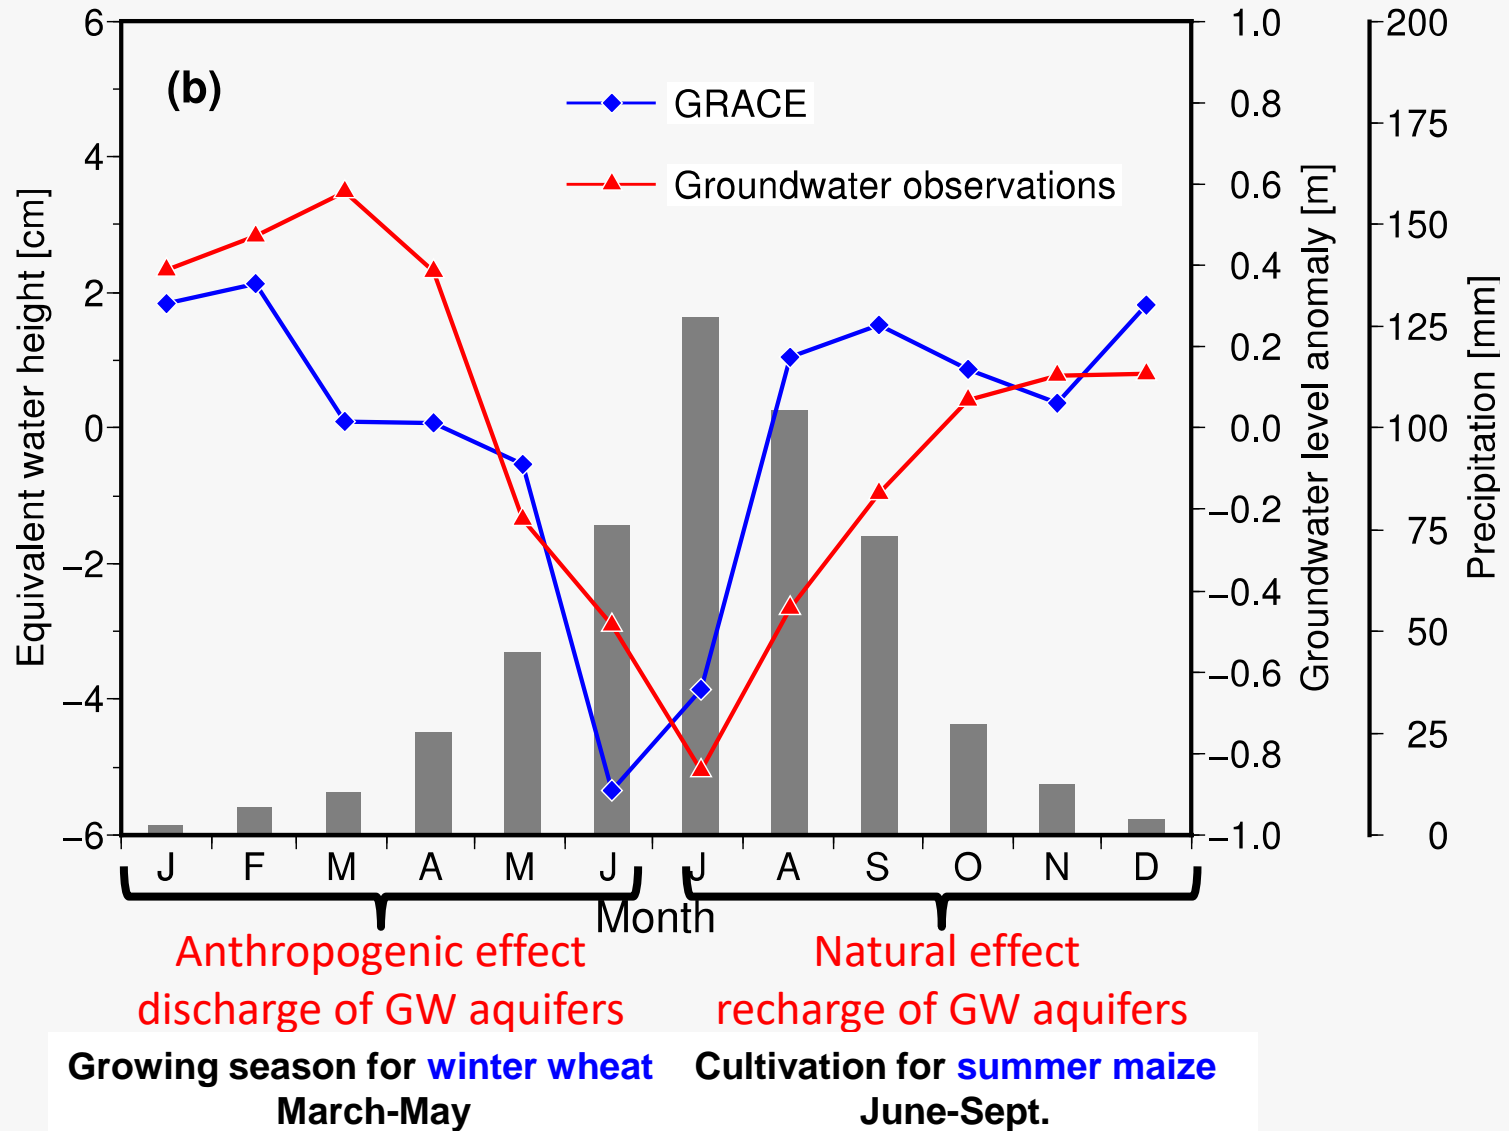 (b)
GRACE
Groundwater observations
Equivalent water height [cm]
6
4
2
0
−2
−4
−6
1.0
0.8
0.6
0.4
0.2
0.0
−0.2
−0.4
−0.6
−0.8
−1.0
Groundwater level anomaly [m]
200
175
150
125
100
75
50
25
0
Precipitation [mm]
J F M A M J J A S O N D
Month
Anthropogenic effect
discharge of GW aquifers
Natural effect
recharge of GW aquifers
Growing season for winter wheat
March-May
Cultivation for summer maize
June-Sept.